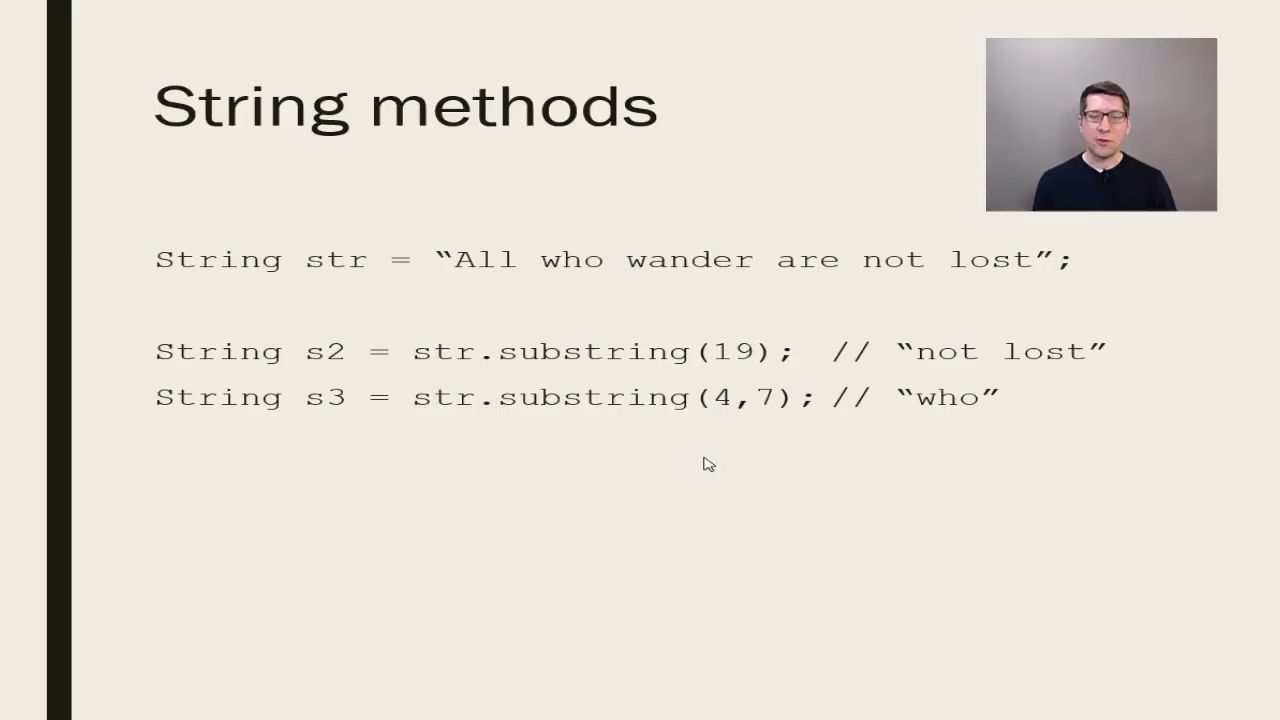 String methods
String str = “All who wander are not lost”;
String s2 = str.substring(19); // “not lost”
String s3 = str.substring(4,7); // “who”